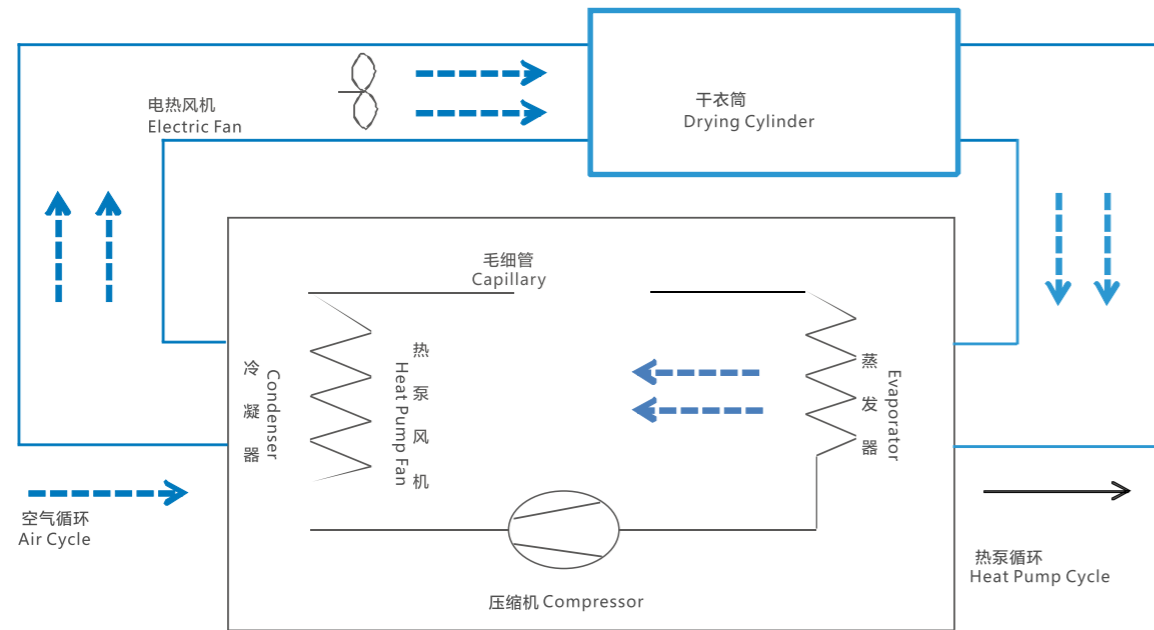 电热风机
Electric Fan
干衣筒
Drying Cylinder
毛细管
Capillary
冷凝器
Condenser
热泵风机
Heat Pump Fan
蒸发器
Evaporator
空气循环
Air Cycle
热泵循环
Heat Pump Cycle
压缩机 Compressor